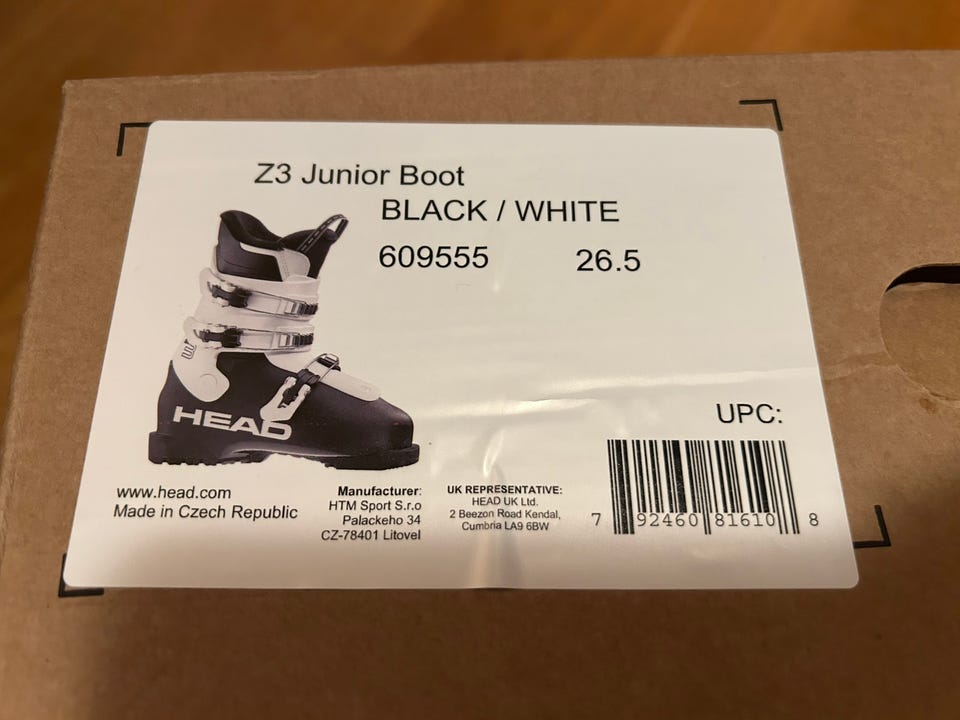 Z3 Junior Boot
BLACK / WHITE
609555 26.5
HEAD
UPC:
www.head.com
Made in Czech Republic
Manufacturer:
HTM Sport S.r.o
Palackeho 34
CZ-78401 Litovel
UK REPRESENTATIVE:
HEAD UK Ltd.
2 Beezon Road Kendal,
Cumbria LA9 6BW
7 92460 81610 8